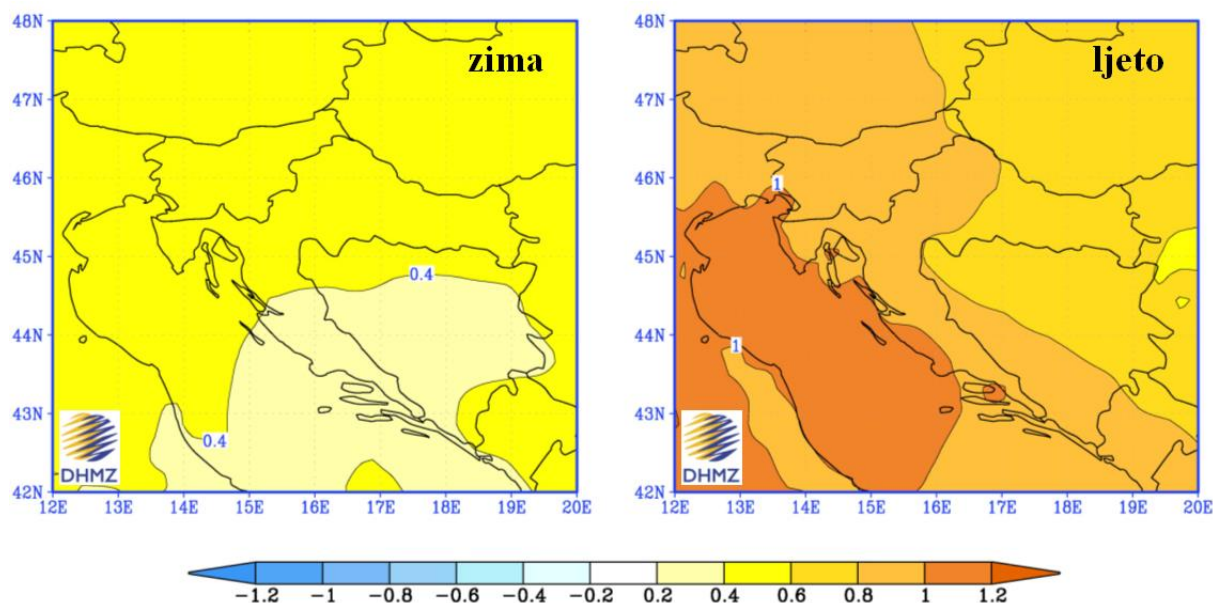 zima
48N
47N
46N
45N
44N
43N
42N
12E 13E 14E 15E 16E 17E 18E 19E 20E
0.4
0.4
DHMZ
ljeto
48N
47N
46N
45N
44N
43N
42N
12E 13E 14E 15E 16E 17E 18E 19E 20E
1
1
DHMZ
-1.2 -1 -0.8 -0.6 -0.4 -0.2 0.2 0.4 0.6 0.8 1 1.2